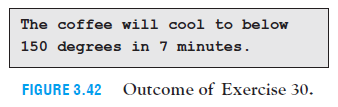 The coffee will cool to below
150 degrees in 7 minutes.
FIGURE 3.42 Outcome of Exercise 30.